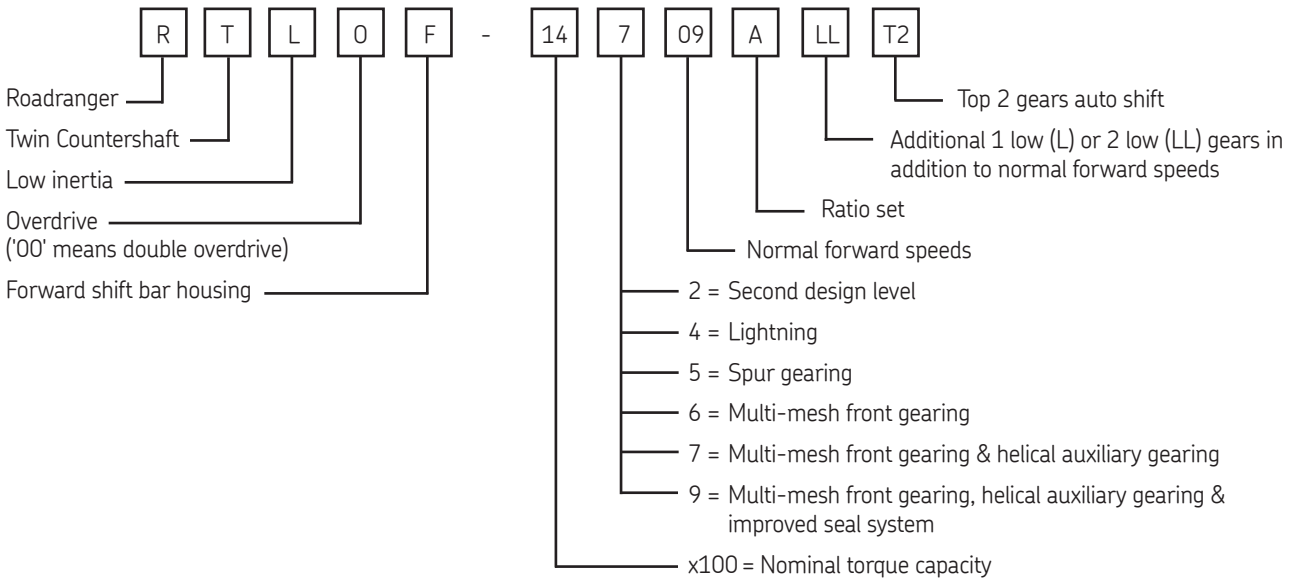 R T L O F - 14 7 09 A LL T2
Roadranger
Top 2 gears auto shift
Twin Countershaft
Additional 1 low (L) or 2 low (LL) gears in
addition to normal forward speeds
Low inertia
Ratio set
Overdrive
('00' means double overdrive)
Normal forward speeds
Forward shift bar housing
2 = Second design level
4 = Lightning
5 = Spur gearing
6 = Multi-mesh front gearing
7 = Multi-mesh front gearing & helical auxiliary gearing
9 = Multi-mesh front gearing, helical auxiliary gearing &
improved seal system
x100 = Nominal torque capacity